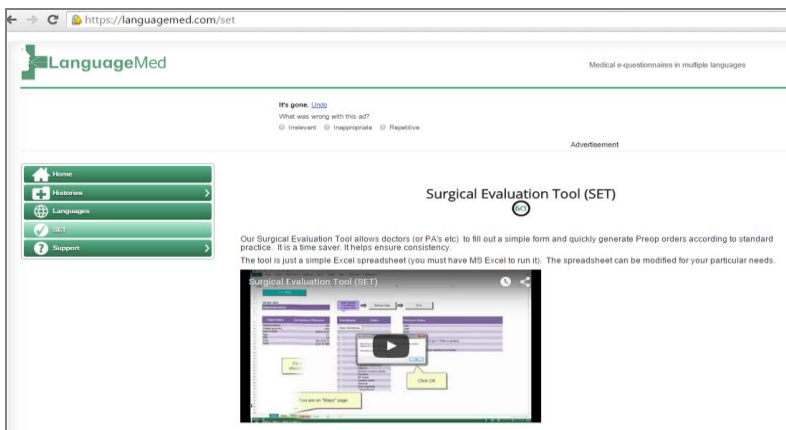 https://languagemed.com/set
LanguageMed
Medical e-questionnaires in multiple languages
It's gone. Undo
What was wrong with this ad?
Irrelevant Inappropriate Repetitive
Advertisement
Home
Histories
Languages
SET
Support
Surgical Evaluation Tool (SET)
GO
Our Surgical Evaluation Tool allows doctors (or PA's etc) to fill out a simple form and quickly generate Preop orders according to standard
practice. It is a time saver. It helps ensure consistency.
The tool is just a simple Excel spreadsheet (you must have MS Excel to run it). The spreadsheet can be modified for your particular needs.
Surgical Evaluation Tool (SET)
Click OK
You are on "Major" page